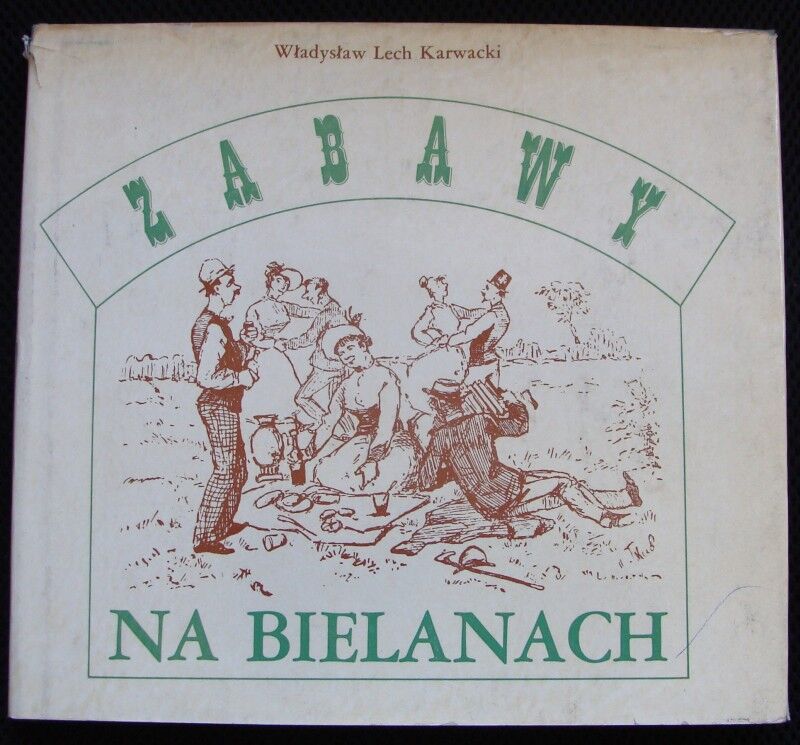 Władysław Lech Karwacki
ZABAWY
NA BIELANACH